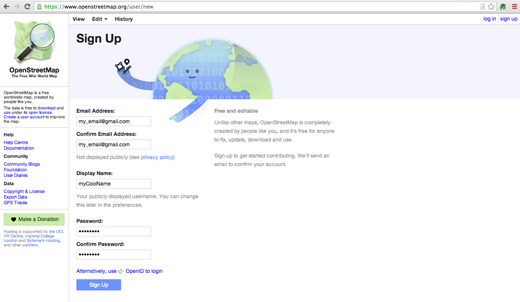 https://www.openstreetmap.org/user/new
View Edit History
log in sign up
OpenStreetMap
The Free Wiki World Map
OpenStreetMap is a free
worldwide map, created by
people like you.
The data is free to download and
use under its open license.
Create a user account to improve
the map.
Help
Help Centre
Documentation
Community
Community Blogs
Foundation
User Diaries
Data
Copyright & License
Export Data
GPS Traces
Make a Donation
Hosting is supported by the UCL
VR Centre, Imperial College
London and Bytemark Hosting,
and other partners.
Sign Up
Email Address:
my_email@gmail.com
Confirm Email Address:
my_email@gmail.com
Not displayed publicly (see privacy policy)
Display Name:
myCoolName
Your publicly displayed username. You can
change this later in the preferences.
Password:
Confirm Password:
Alternatively, use OpenID to login
Sign Up
Free and editable
Unlike other maps, OpenStreetMap is completely
created by people like you, and it's free for anyone
to fix, update, download and use.
Sign up to get started contributing. We'll send an
email to confirm your account.